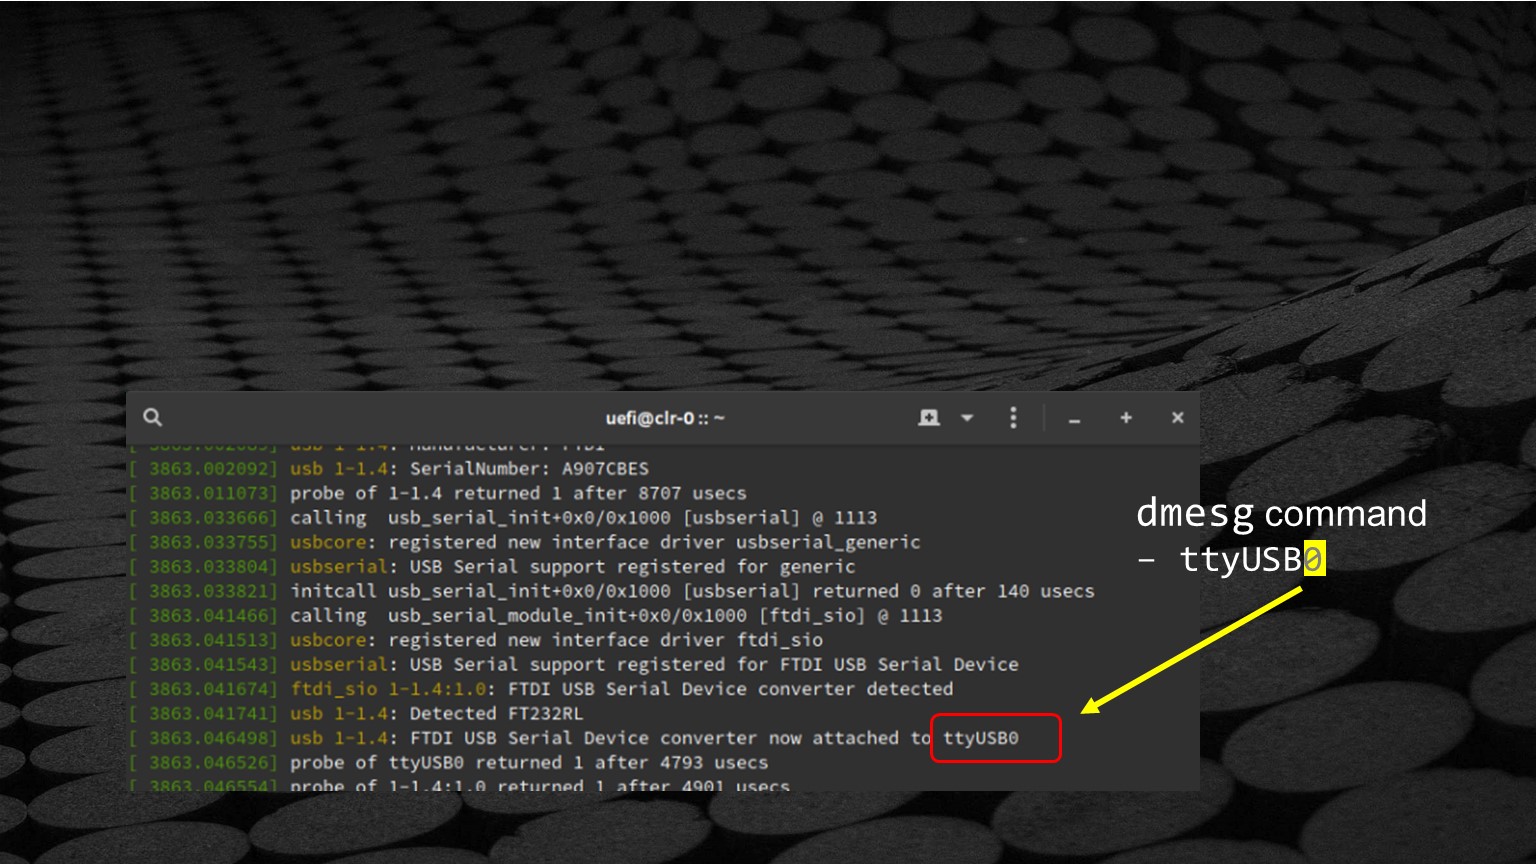 uefi@clr-0 :: ~
[ 3863.002092] usb 1-1.4: SerialNumber: A907CBES
[ 3863.011073] probe of 1-1.4 returned 1 after 8707 usecs
[ 3863.033666] calling  usb_serial_init+0x0/0x1000 [usbserial] @ 1113
[ 3863.033755] usbcore: registered new interface driver usbserial_generic
[ 3863.033804] usbserial: USB Serial support registered for generic
[ 3863.033821] initcall usb_serial_init+0x0/0x1000 [usbserial] returned 0 after 140 usecs
[ 3863.041466] calling  usb_serial_module_init+0x0/0x1000 [ftdi_sio] @ 1113
[ 3863.041513] usbcore: registered new interface driver ftdi_sio
[ 3863.041543] usbserial: USB Serial support registered for FTDI USB Serial Device
[ 3863.041674] ftdi_sio 1-1.4:1.0: FTDI USB Serial Device converter detected
[ 3863.041741] usb 1-1.4: Detected FT232RL
[ 3863.046498] usb 1-1.4: FTDI USB Serial Device converter now attached to ttyUSB0
[ 3863.046526] probe of ttyUSB0 returned 1 after 4793 usecs
[ 3863.046554] probe of 1-1.4:1.0 returned 1 after 4901 usecs
dmesg command
– ttyUSB0